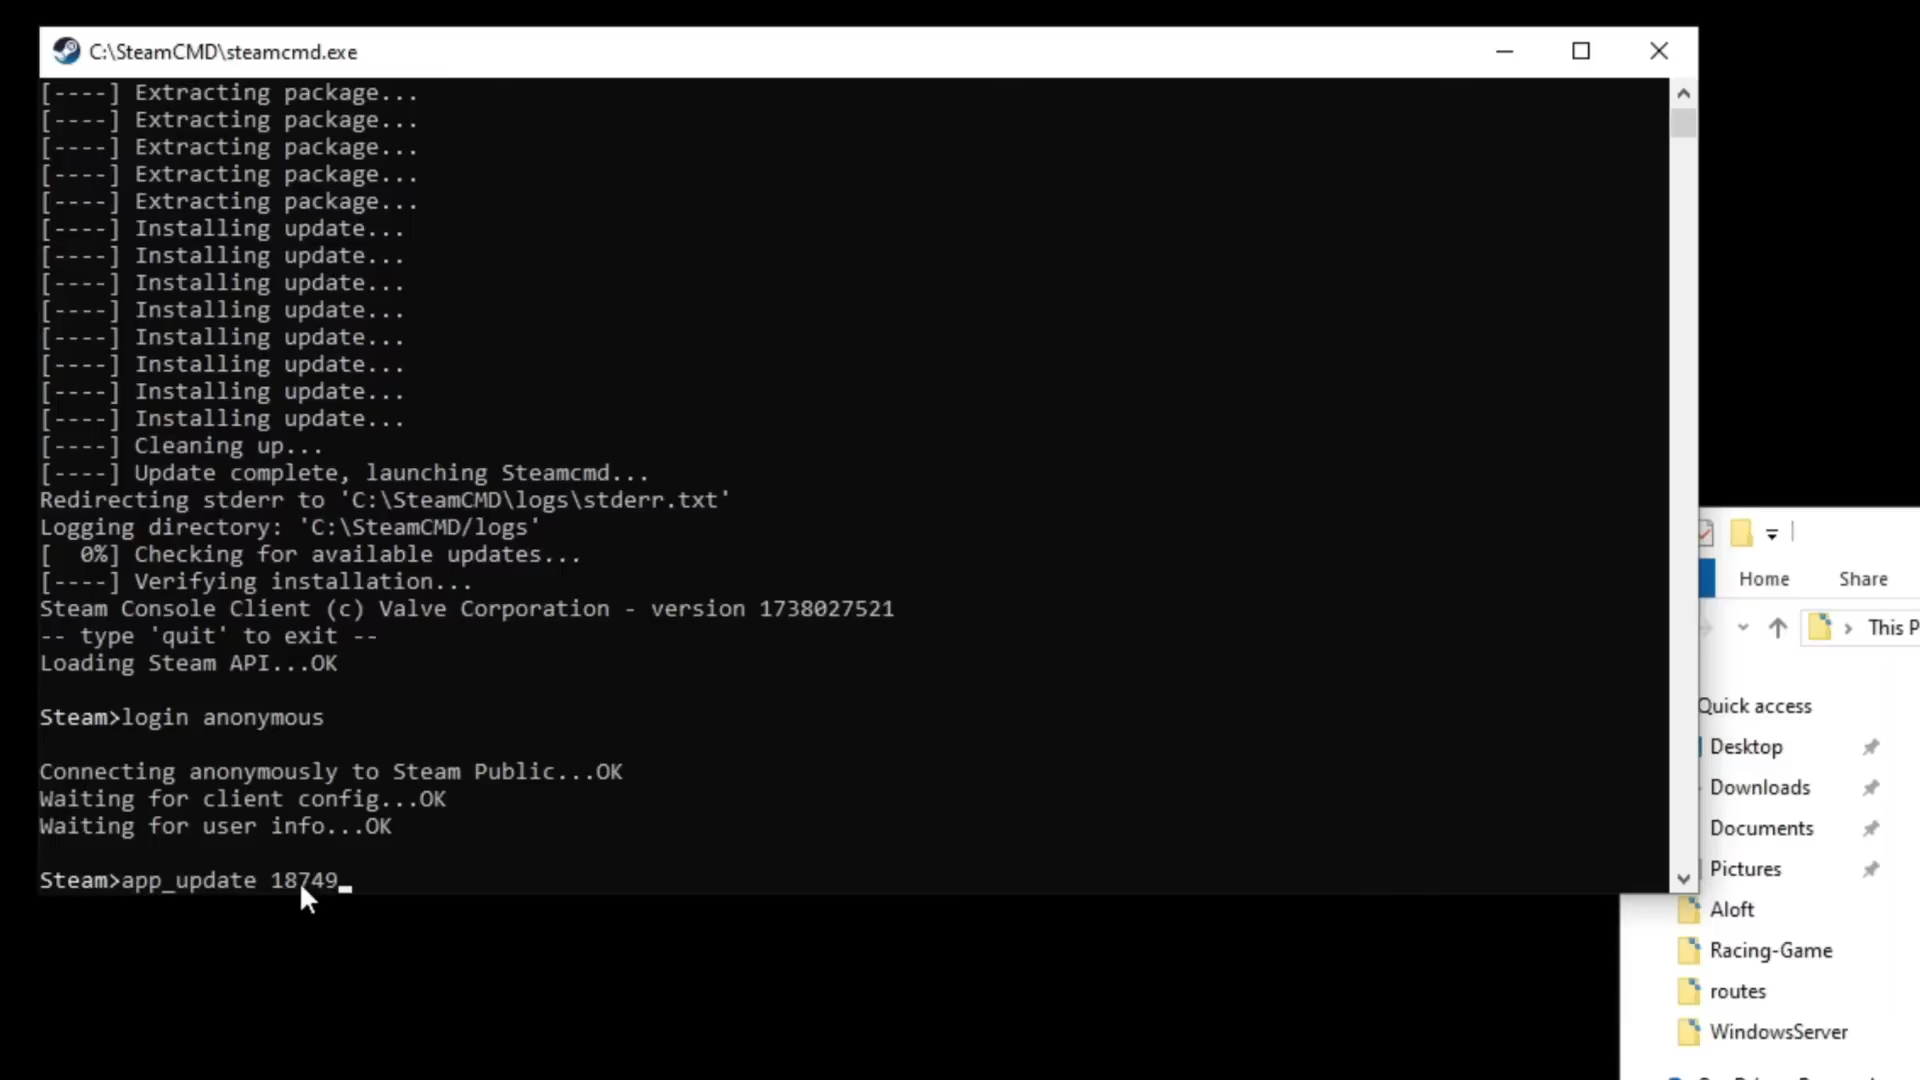 C:\SteamCMD\steamcmd.exe
[----] Extracting package...
[----] Extracting package...
[----] Extracting package...
[----] Extracting package...
[----] Extracting package...
[----] Installing update...
[----] Installing update...
[----] Installing update...
[----] Installing update...
[----] Installing update...
[----] Installing update...
[----] Installing update...
[----] Installing update...
[----] Cleaning up...
[----] Update complete, launching Steamcmd...
Redirecting stderr to 'C:\SteamCMD\logs\stderr.txt'
Logging directory: 'C:\SteamCMD/logs'
[  0%] Checking for available updates...
[----] Verifying installation...
Steam Console Client (c) Valve Corporation - version 1738027521
-- type 'quit' to exit --
Loading Steam API...OK
Steam>login anonymous
Connecting anonymously to Steam Public...OK
Waiting for client config...OK
Waiting for user info...OK
Steam>app_update 18749
Home Share
This P
Quick access
Desktop
Downloads
Documents
Pictures
Aloft
Racing-Game
routes
WindowsServer